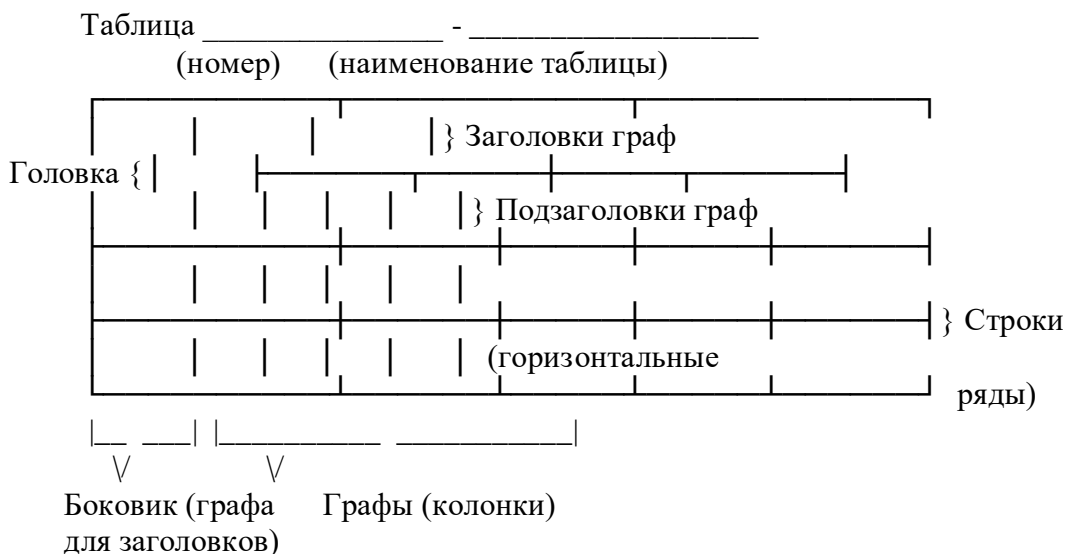 Таблица _______________ - __________________
(номер) (наименование таблицы)
} Заголовки граф
Головка {
} Подзаголовки граф
} Строки
(горизонтальные
ряды)
Боковик (графа Графы (колонки)
для заголовков)